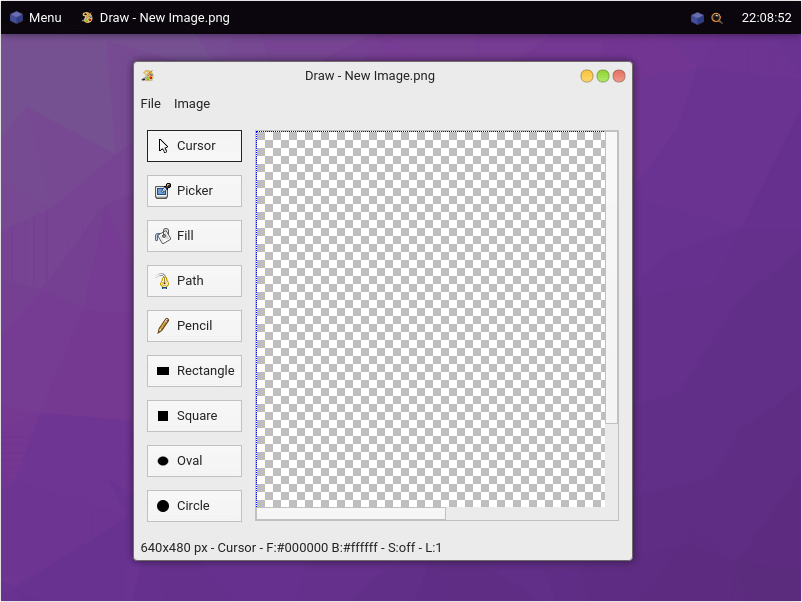 Menu Draw - New Image.png 22:08:52
Draw - New Image.png
File Image
Cursor
Picker
Fill
Path
Pencil
Rectangle
Square
Oval
Circle
640x480 px - Cursor - F:#000000 B:#ffffff - S:off - L:1